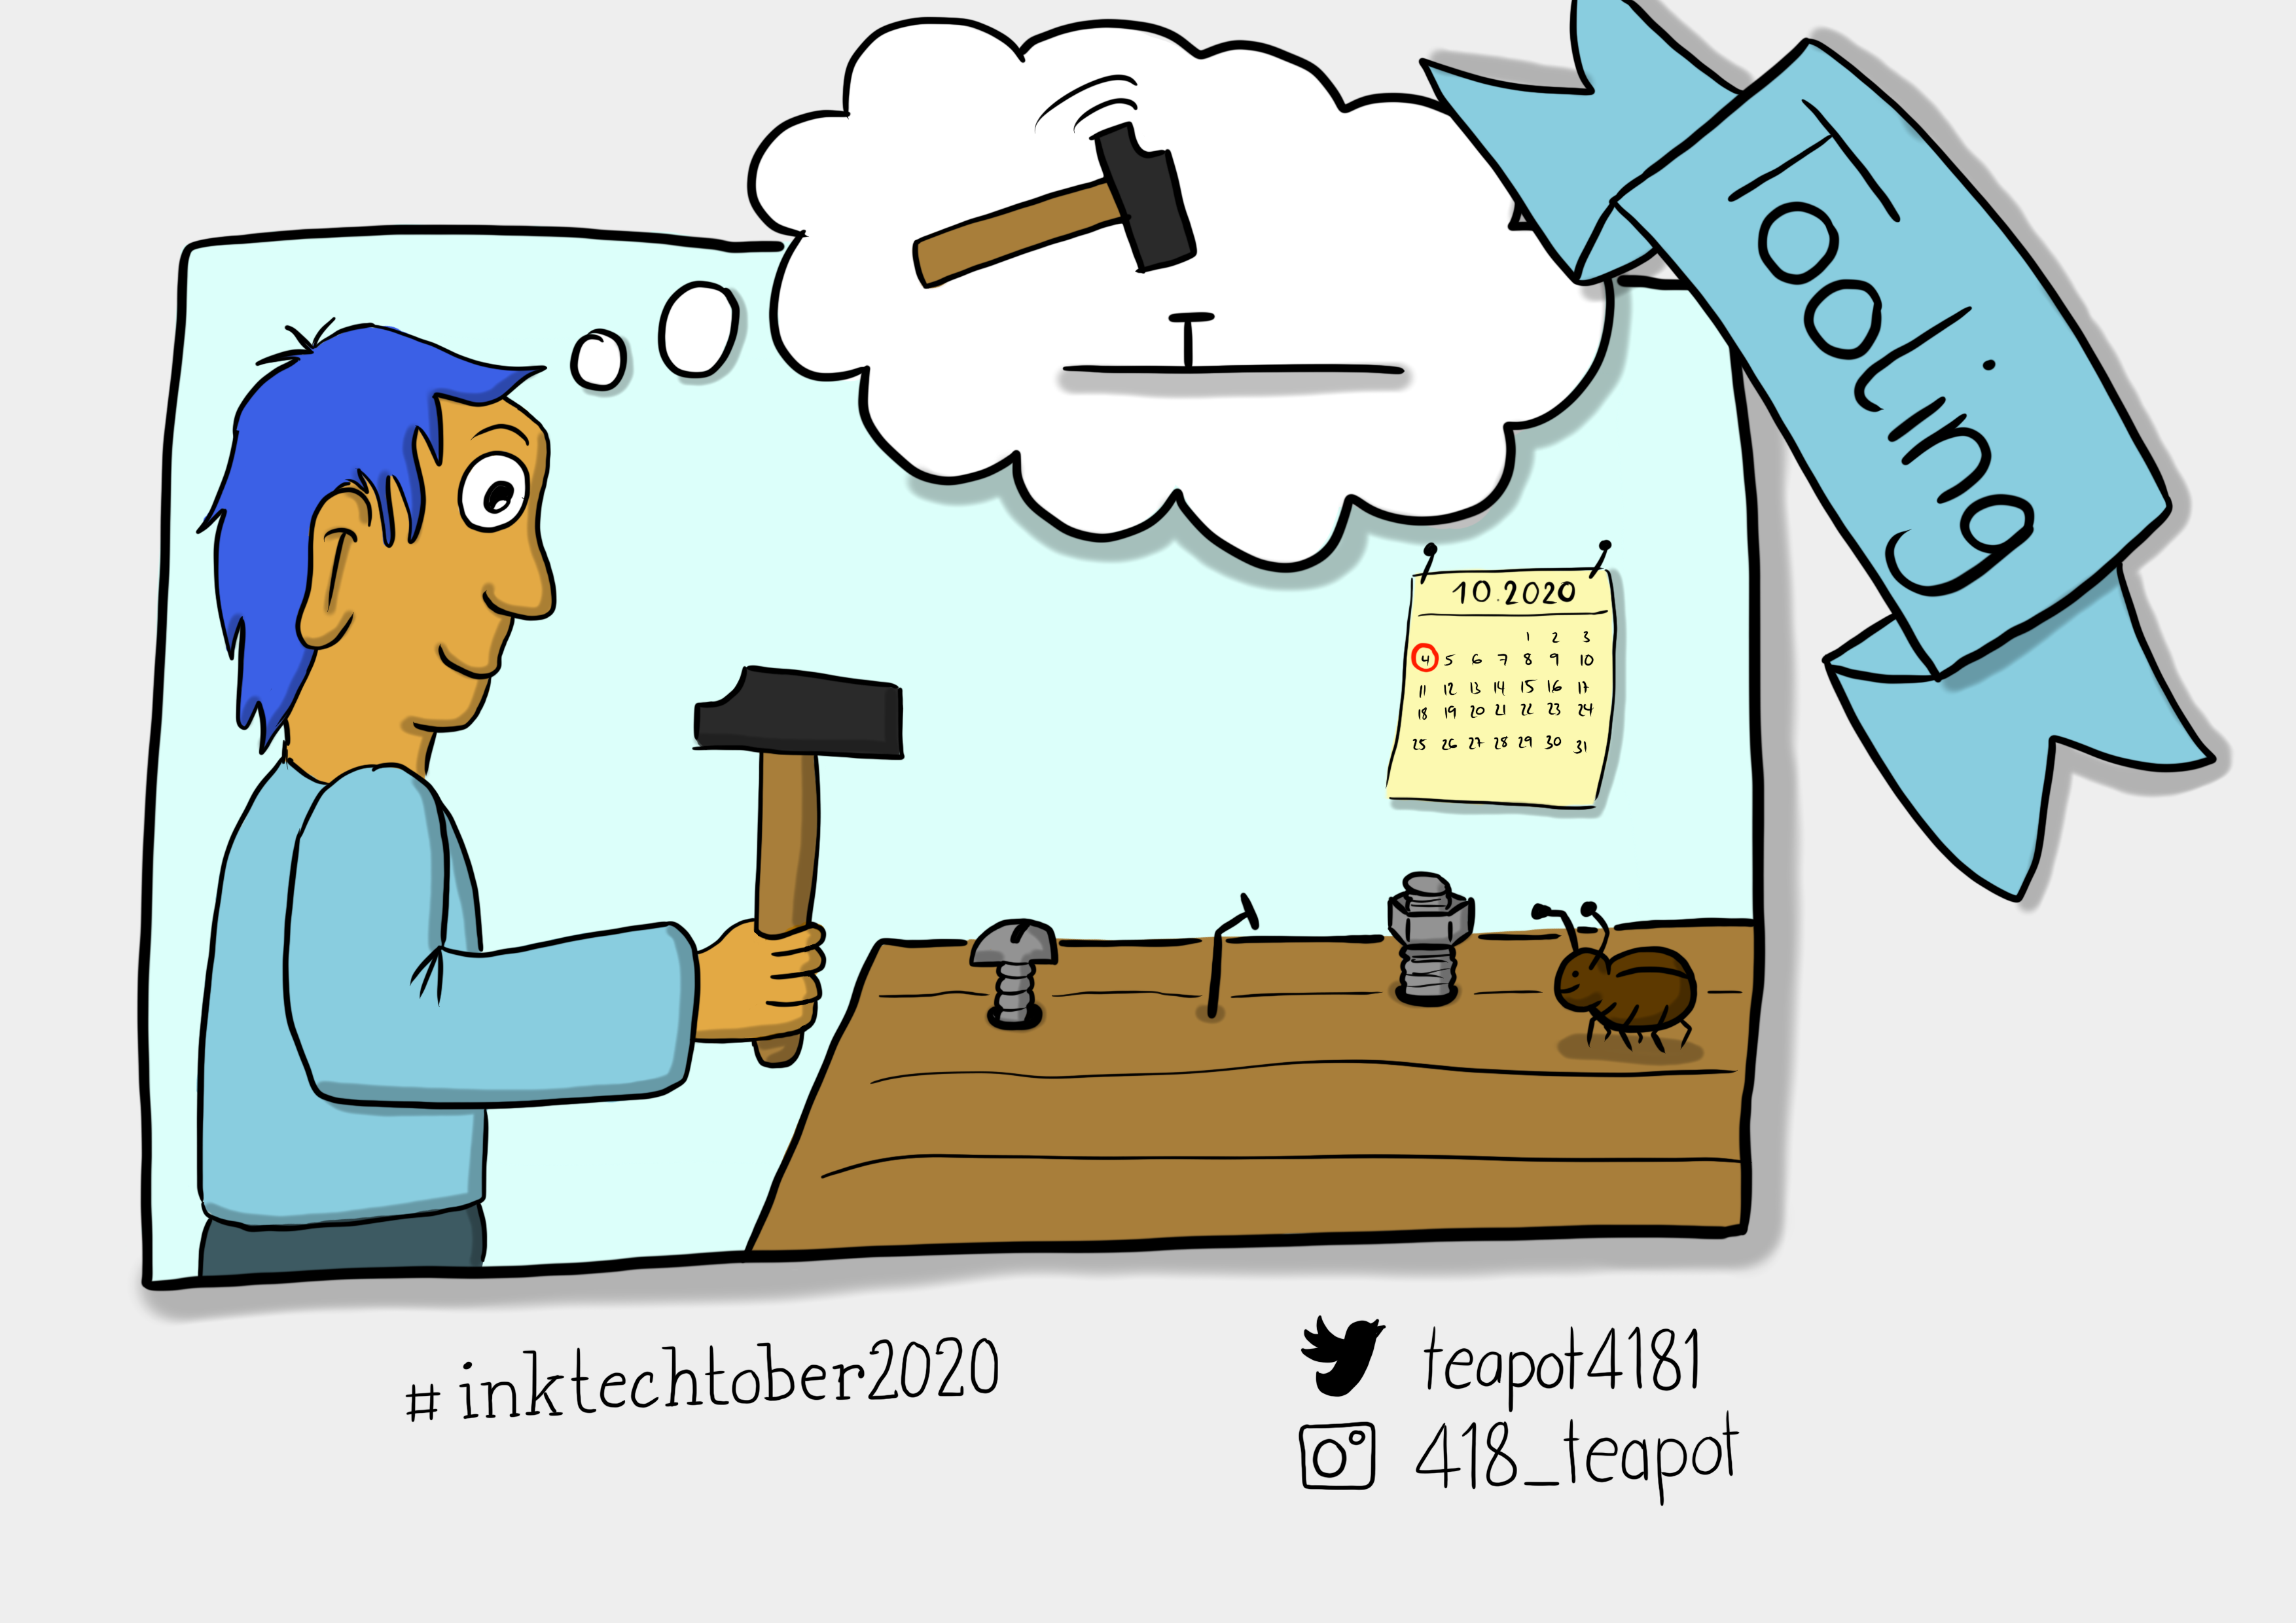 Tooling
10.2020
1 2 3
4 5 6 7 8 9 10
11 12 13 14 15 16 17
18 19 20 21 22 23 24
25 26 27 28 29 30 31
# inktechtober2020
teapot4181
418_teapot